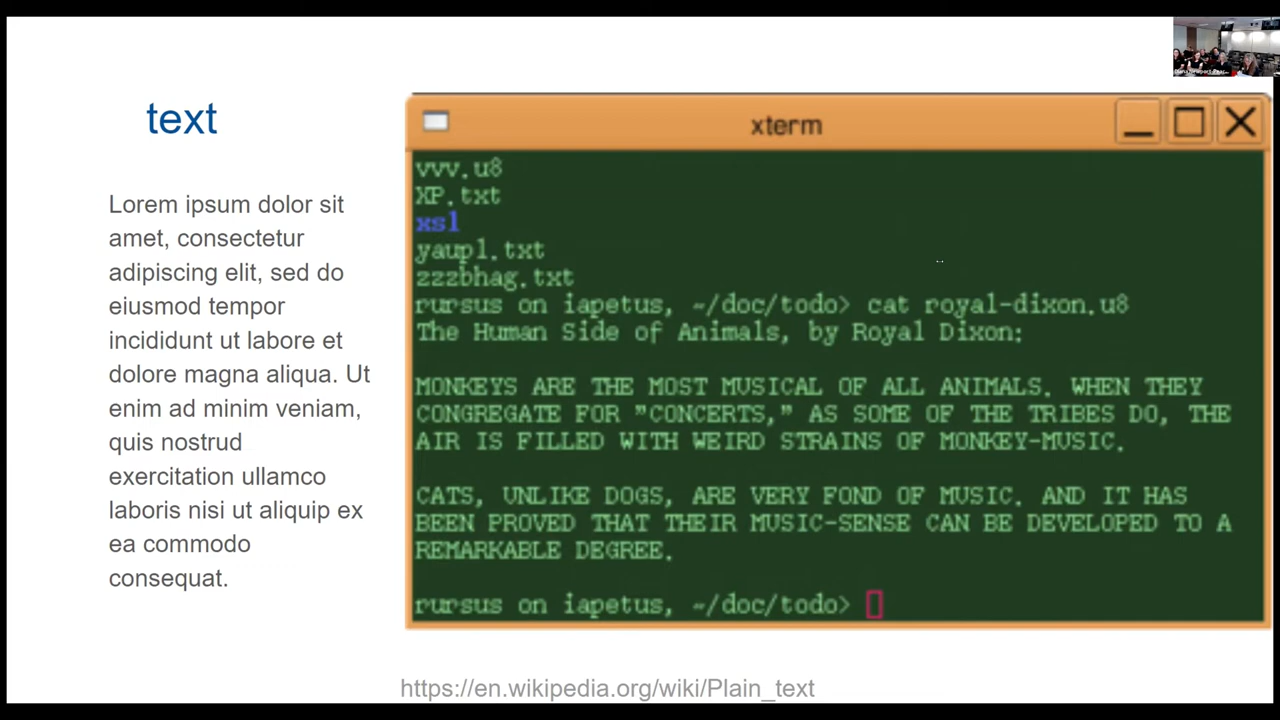 text
Lorem ipsum dolor sit
amet, consectetur
adipiscing elit, sed do
eiusmod tempor
incididunt ut labore et
dolore magna aliqua. Ut
enim ad minim veniam,
quis nostrud
exercitation ullamco
laboris nisi ut aliquip ex
ea commodo
consequat.
xterm
vvv.u8
XP.txt
xsl
yaupl.txt
zzzbhag.txt
rursus on iapetus, ~/doc/todo> cat royal-dixon.u8
The Human Side of Animals, by Royal Dixon:
MONKEYS ARE THE MOST MUSICAL OF ALL ANIMALS. WHEN THEY
CONGREGATE FOR "CONCERTS," AS SOME OF THE TRIBES DO, THE
AIR IS FILLED WITH WEIRD STRAINS OF MONKEY-MUSIC.
CATS, UNLIKE DOGS, ARE VERY FOND OF MUSIC. AND IT HAS
BEEN PROVED THAT THEIR MUSIC-SENSE CAN BE DEVELOPED TO A
REMARKABLE DEGREE.
rursus on iapetus, ~/doc/todo>
https://en.wikipedia.org/wiki/Plain_text